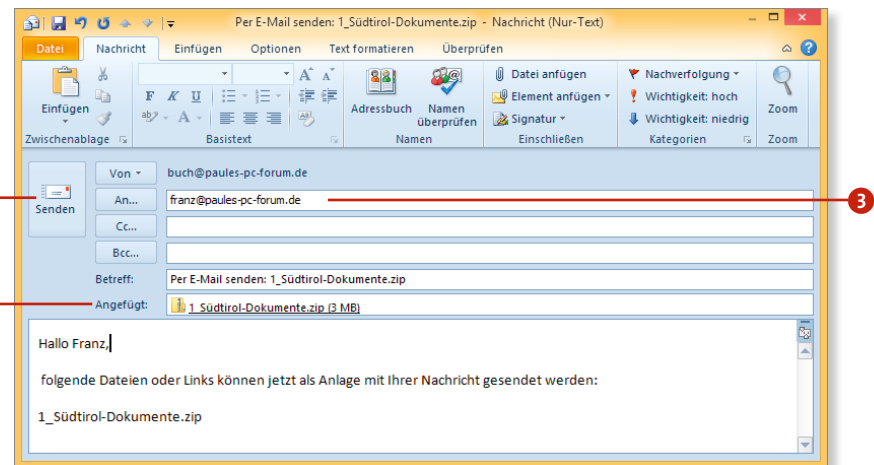 Per E-Mail senden: 1_Südtirol-Dokumente.zip - Nachricht (Nur-Text)
Datei Nachricht Einfügen Optionen Text formatieren Überprüfen
Einfügen
Zwischenablage
F K U
ab
A A A
Basistext
Adressbuch
Namen überprüfen
Namen
Datei anfügen
Element anfügen
Signatur
Einschließen
Nachverfolgung
Wichtigkeit: hoch
Wichtigkeit: niedrig
Kategorien
Zoom
Zoom
Senden
Von buch@paules-pc-forum.de
An... franz@paules-pc-forum.de
3
Cc...
Bcc...
Betreff: Per E-Mail senden: 1_Südtirol-Dokumente.zip
Angefügt: 1_Südtirol-Dokumente.zip (3 MB)
Hallo Franz,
folgende Dateien oder Links können jetzt als Anlage mit Ihrer Nachricht gesendet werden:
1_Südtirol-Dokumente.zip